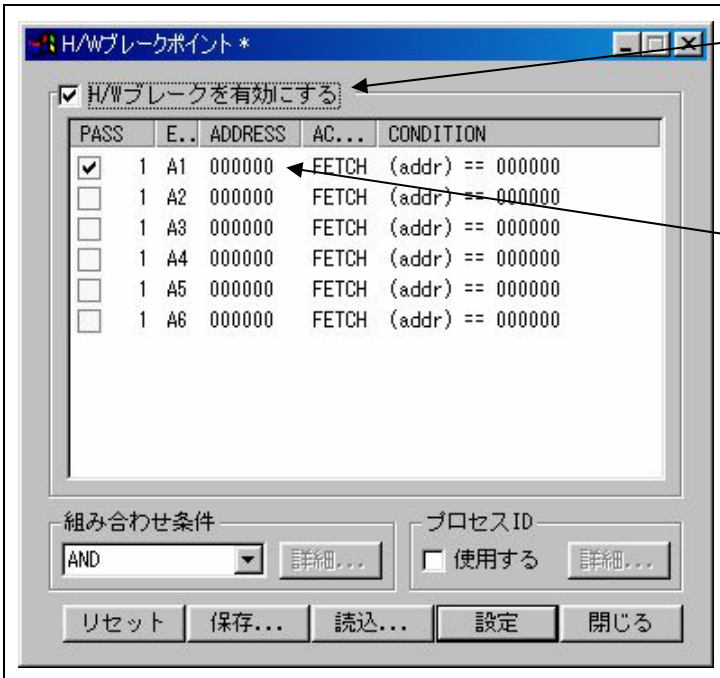 H/Wブレークポイント *
H/Wブレークを有効にする
PASS E.. ADDRESS AC... CONDITION
1 A1 000000 FETCH (addr) == 000000
1 A2 000000 FETCH (addr) == 000000
1 A3 000000 FETCH (addr) == 000000
1 A4 000000 FETCH (addr) == 000000
1 A5 000000 FETCH (addr) == 000000
1 A6 000000 FETCH (addr) == 000000
組み合わせ条件 プロセスID
AND 詳細... 使用する 詳細...
リセット 保存... 読込... 設定 閉じる